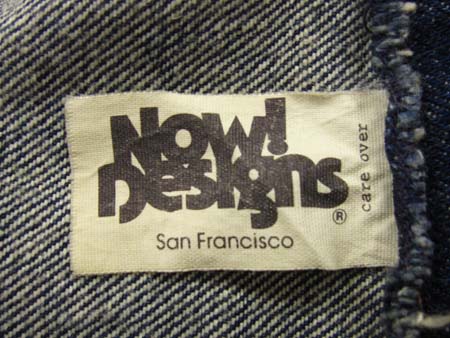 Now!
Designs
®
San Francisco
care over